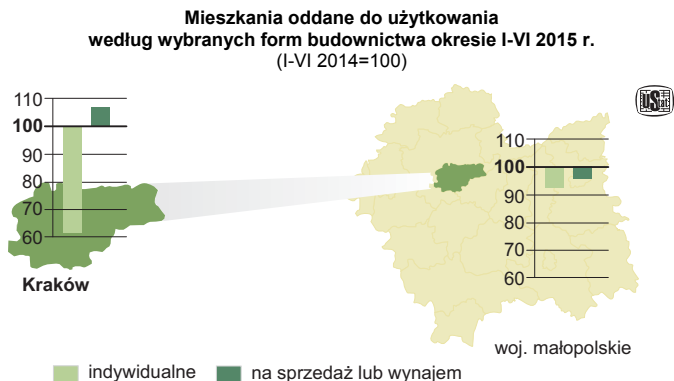 Mieszkania oddane do użytkowania
według wybranych form budownictwa okresie I-VI 2015 r.
(I-VI 2014=100)
110
100
90
80
70
60
Kraków
UStat
110
100
90
80
70
60
woj. małopolskie
indywidualne
na sprzedaż lub wynajem